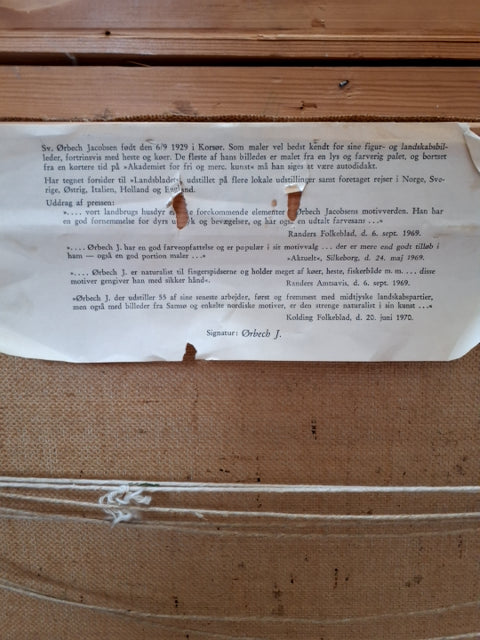 Sv. Ørbech Jacobsen født den 6/9 1929 i Korsør. Som maler vel bedst kendt for sine figur- og landskabsbil-
leder, fortrinsvis med heste og køer. De fleste af hans billedes er malet fra en lys og farverig palet, og bortset
fra en kortere tid på »Akademiet for fri og merc. kunst« må han siges at være autodidakt.
Har tegnet forsider til »Landsbladet« udstillet på flere lokale udstillinger samt foretaget rejser i Norge, Sve-
rige, Østrig, Italien, Holland og England.
Uddrag af pressen:
».... vort landbrugs husdyr forekommende elementer Ørbech Jacobsens motivverden. Han har
en god fornemmelse for dyrs og bevægelser, og har også en udtalt farvesans ...«
Randers Folkeblad, d. 6. sept. 1969.
».... Ørbech J. har en god farveopfattelse og er populær i sit motivvalg ... der er mere end godt tilløb i
ham — også en god portion maler ...« »Aktuelt«, Silkeborg, d. 24. maj 1969.
».... Ørbech J. er naturalist til fingerspidserne og holder meget af køer, heste, fiskerbåde m. m. .... disse
motiver gengiver han med sikker hånd«. Randers Amtsavis, d. 6. sept. 1969.
»Ørbech J. der udstiller 55 af sine seneste arbejder, først og fremmest med midtjyske landskabspartier,
men også med billeder fra Samsø og enkelte nordiske motiver, er den strenge naturalist i sin kunst ...«
Kolding Folkeblad, d. 20. juni 1970.
Signatur: Ørbech J.